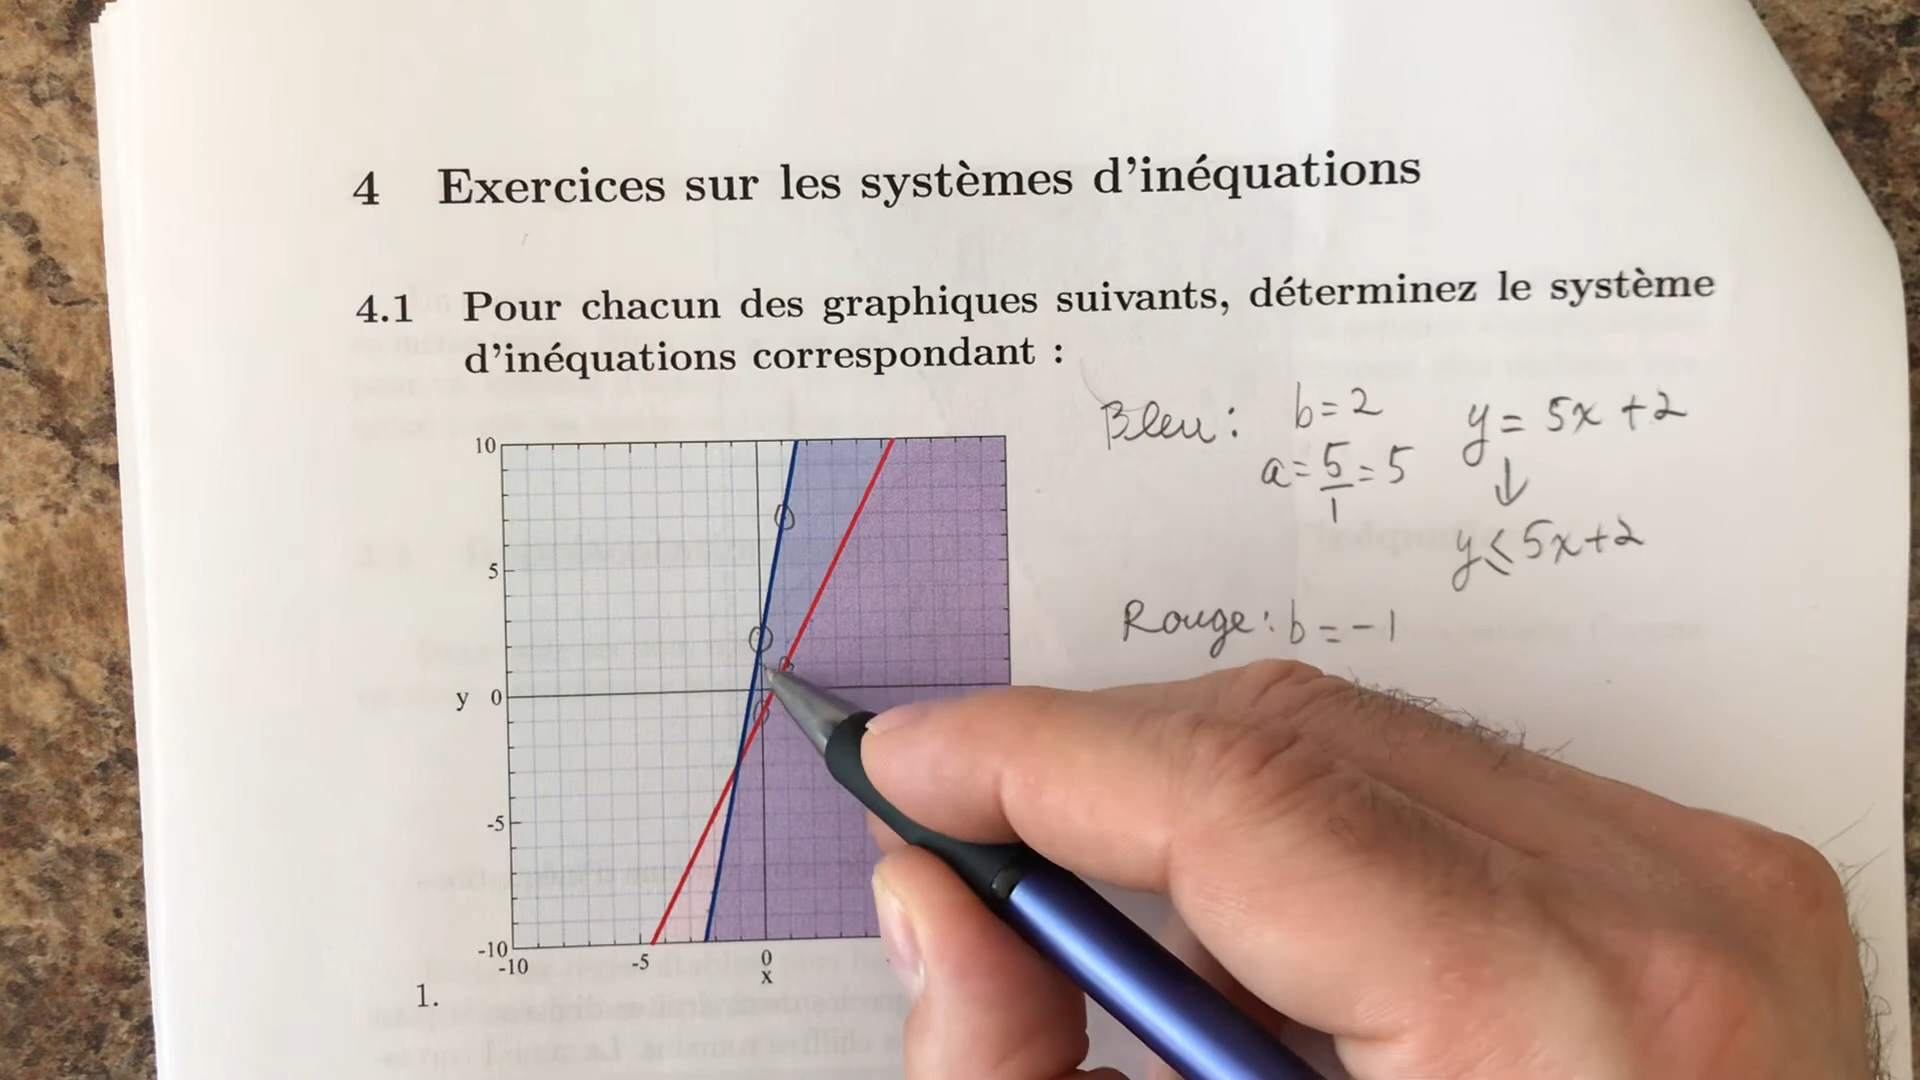 4 Exercices sur les systèmes d'inéquations
4.1 Pour chacun des graphiques suivants, déterminez le système
d'inéquations correspondant :
Bleu : b = 2 y = 5x + 2
a = 5/1 = 5
↓
y ≤ 5x + 2
Rouge : b = -1
10
5
y 0
-5
-10
-10 -5 0
x
1.